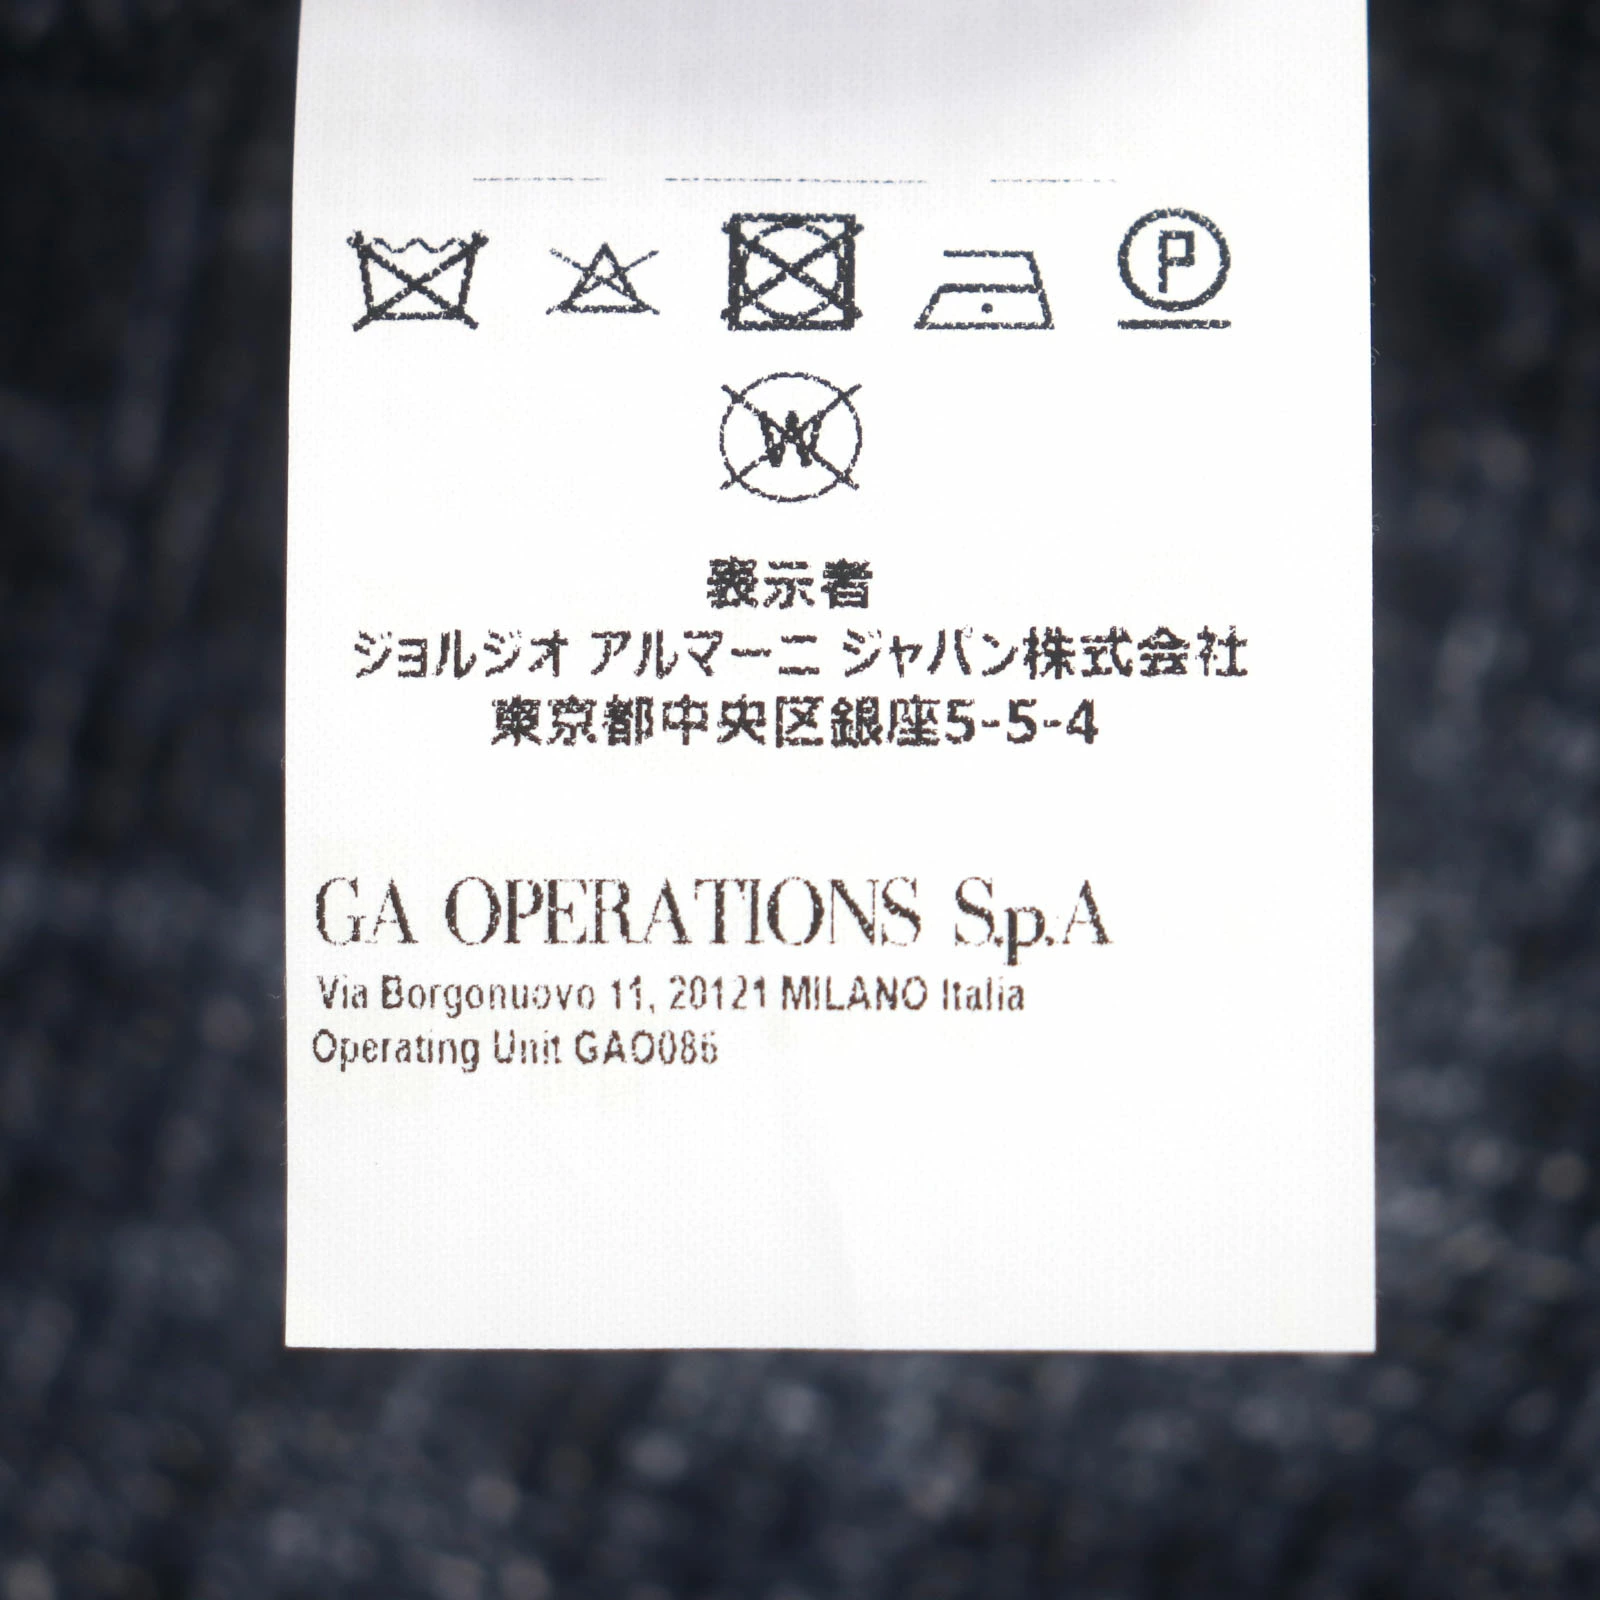 P
W
表示者
ジョルジオ アルマーニ ジャパン株式会社
東京都中央区銀座5-5-4
GA OPERATIONS S.p.A
Via Borgonuovo 11, 20121 MILANO Italia
Operating Unit GAO086